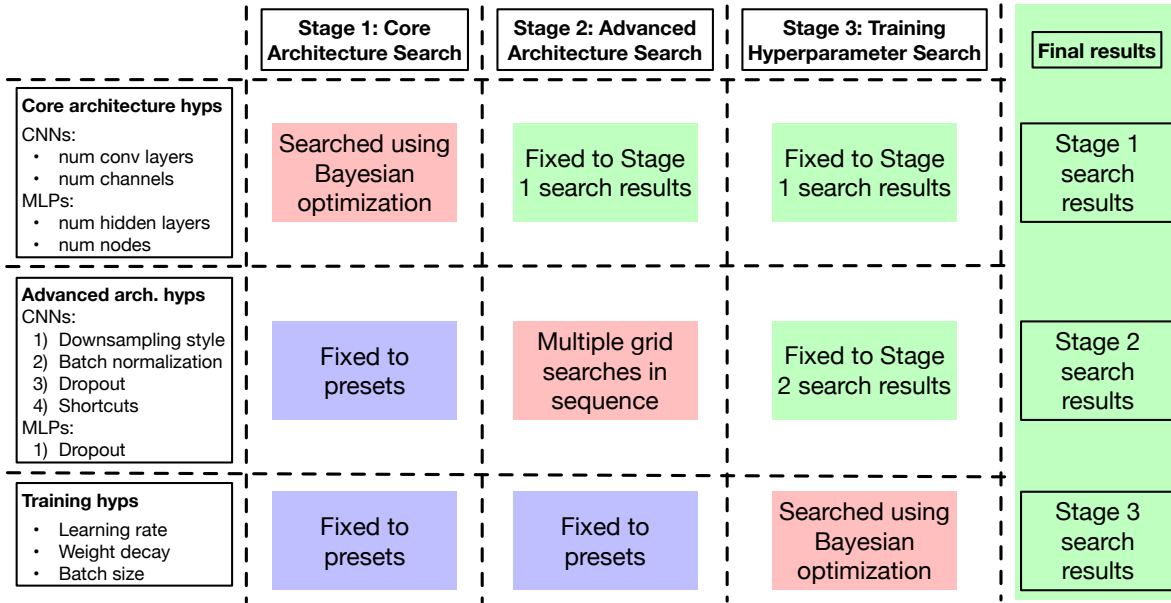 Stage 1: Core
Architecture Search
Stage 2: Advanced
Architecture Search
Stage 3: Training
Hyperparameter Search
Final results
Core architecture hyps
CNNs:
• num conv layers
• num channels
MLPs:
• num hidden layers
• num nodes
Searched using
Bayesian
optimization
Fixed to Stage
1 search results
Fixed to Stage
1 search results
Stage 1
search
results
Advanced arch. hyps
CNNs:
1) Downsampling style
2) Batch normalization
3) Dropout
4) Shortcuts
MLPs:
1) Dropout
Fixed to
presets
Multiple grid
searches in
sequence
Fixed to Stage
2 search results
Stage 2
search
results
Training hyps
• Learning rate
• Weight decay
• Batch size
Fixed to
presets
Fixed to
presets
Searched using
Bayesian
optimization
Stage 3
search
results